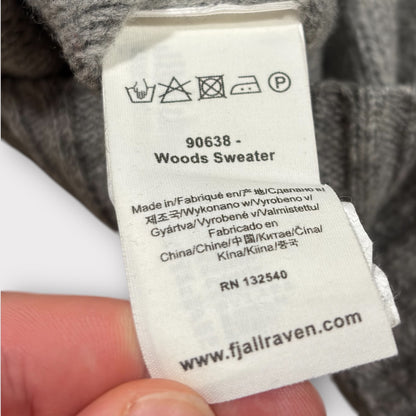 90638 -
Woods Sweater
Made in/Fabriqué en/产地/Сделано в/
제조국/Wykonano w/Vyrobeno v/
Gyártva/Vyrobené v/Valmistettu/
Fabricado en
China/Chine/中国/Китае/Čína/
Kína/Kiina/중국
RN 132540
www.fjallraven.com